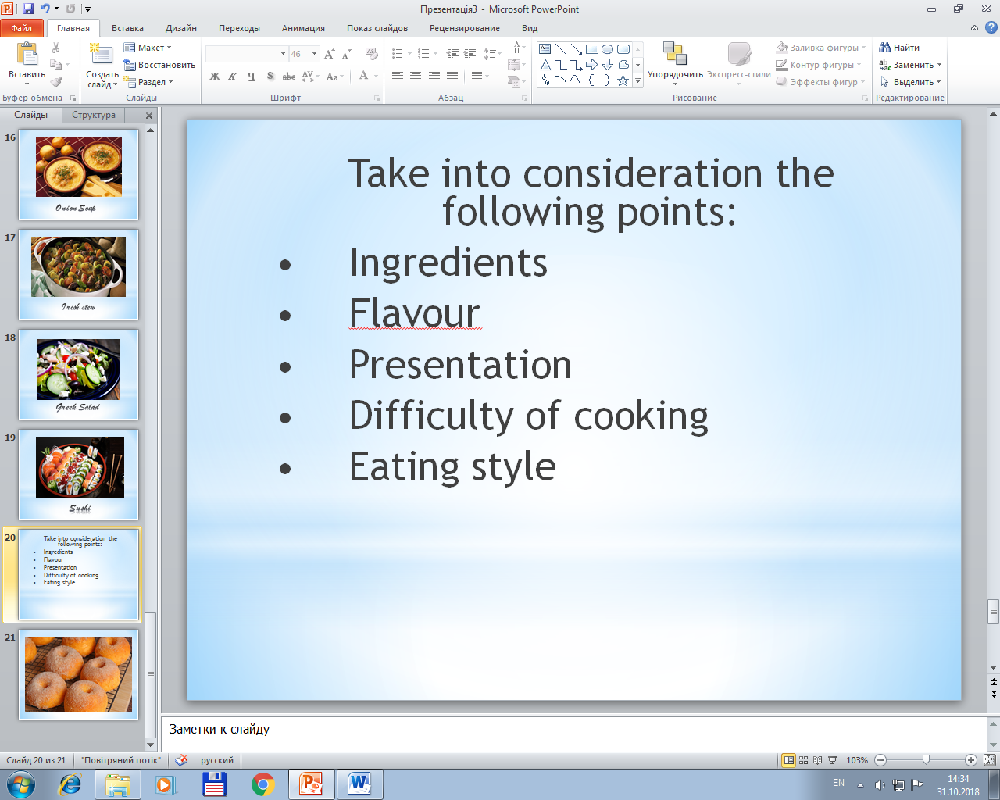 Презентація3 - Microsoft PowerPoint
Файл Главная Вставка Дизайн Переходы Анимация Показ слайдов Рецензирование Вид
Вставить
Буфер обмена
Создать слайд
Макет
Восстановить
Раздел
Слайды
46
Ж К Ч S abc AV Aa A
Шрифт
Абзац
Упорядочить
Экспресс-стили
Заливка фигуры
Контур фигуры
Эффекты фигур
Рисование
Найти
Заменить
Выделить
Редактирование
Слайды Структура
16
Onion Soup
17
Irish stew
18
Greek Salad
19
Sushi
20
Take into consideration the
following points:
• Ingredients
• Flavour
• Presentation
• Difficulty of cooking
• Eating style
21
Take into consideration the
following points:
• Ingredients
• Flavour
• Presentation
• Difficulty of cooking
• Eating style
Заметки к слайду
Слайд 20 из 21 "Повітряний потік" русский 103%
EN 14:34
31.10.2018